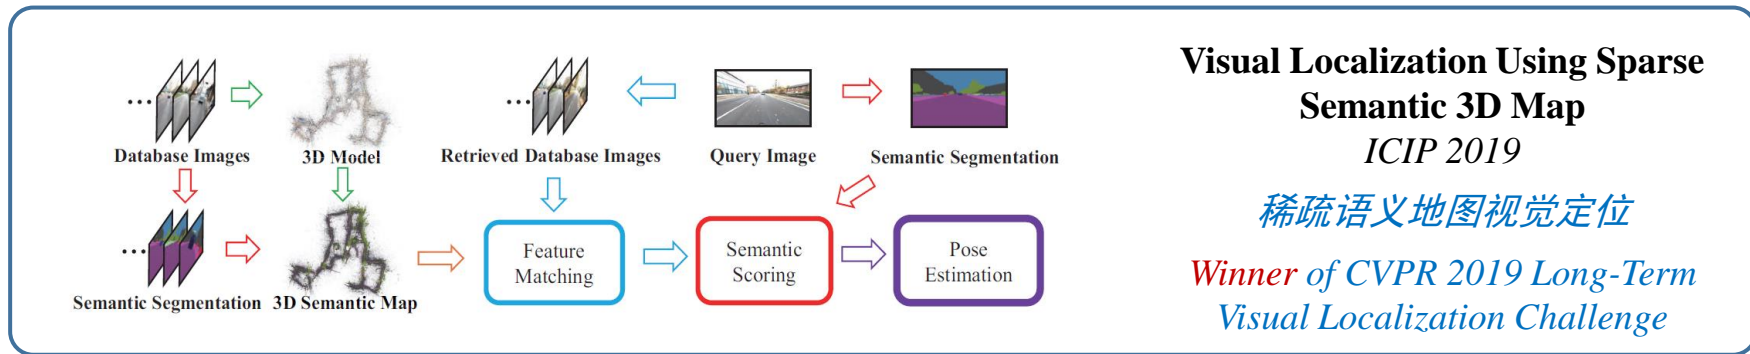 Database Images
3D Model
Retrieved Database Images
Query Image
Semantic Segmentation
Semantic Segmentation
3D Semantic Map
Feature
Matching
Semantic
Scoring
Pose
Estimation
Visual Localization Using Sparse
Semantic 3D Map
ICIP 2019
稀疏语义地图视觉定位
Winner of CVPR 2019 Long-Term
Visual Localization Challenge